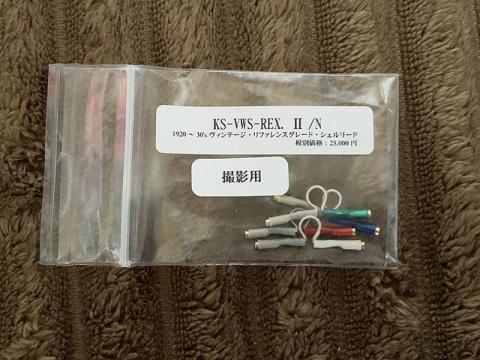 KS-VWS-REX. Ⅱ /N
1920 ～ 30's ヴィンテージ・リファレンスグレード・シェルリード
税別価格：23,000 円
撮影用